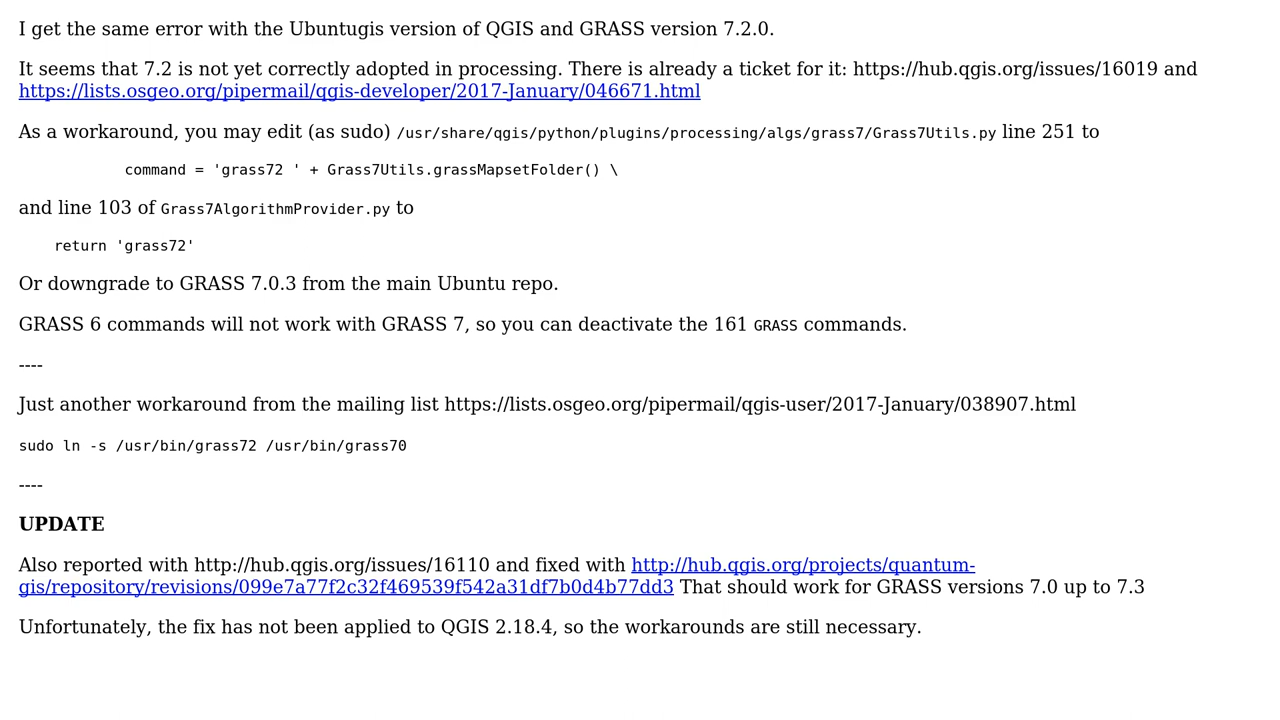 I get the same error with the Ubuntugis version of QGIS and GRASS version 7.2.0.
It seems that 7.2 is not yet correctly adopted in processing. There is already a ticket for it: https://hub.qgis.org/issues/16019 and
https://lists.osgeo.org/pipermail/qgis-developer/2017-January/046671.html
As a workaround, you may edit (as sudo) /usr/share/qgis/python/plugins/processing/algs/grass7/Grass7Utils.py line 251 to
command = 'grass72 ' + Grass7Utils.grassMapsetFolder() \
and line 103 of Grass7AlgorithmProvider.py to
return 'grass72'
Or downgrade to GRASS 7.0.3 from the main Ubuntu repo.
GRASS 6 commands will not work with GRASS 7, so you can deactivate the 161 GRASS commands.
----
Just another workaround from the mailing list https://lists.osgeo.org/pipermail/qgis-user/2017-January/038907.html
sudo ln -s /usr/bin/grass72 /usr/bin/grass70
----
UPDATE
Also reported with http://hub.qgis.org/issues/16110 and fixed with http://hub.qgis.org/projects/quantum-
gis/repository/revisions/099e7a77f2c32f469539f542a31df7b0d4b77dd3 That should work for GRASS versions 7.0 up to 7.3
Unfortunately, the fix has not been applied to QGIS 2.18.4, so the workarounds are still necessary.